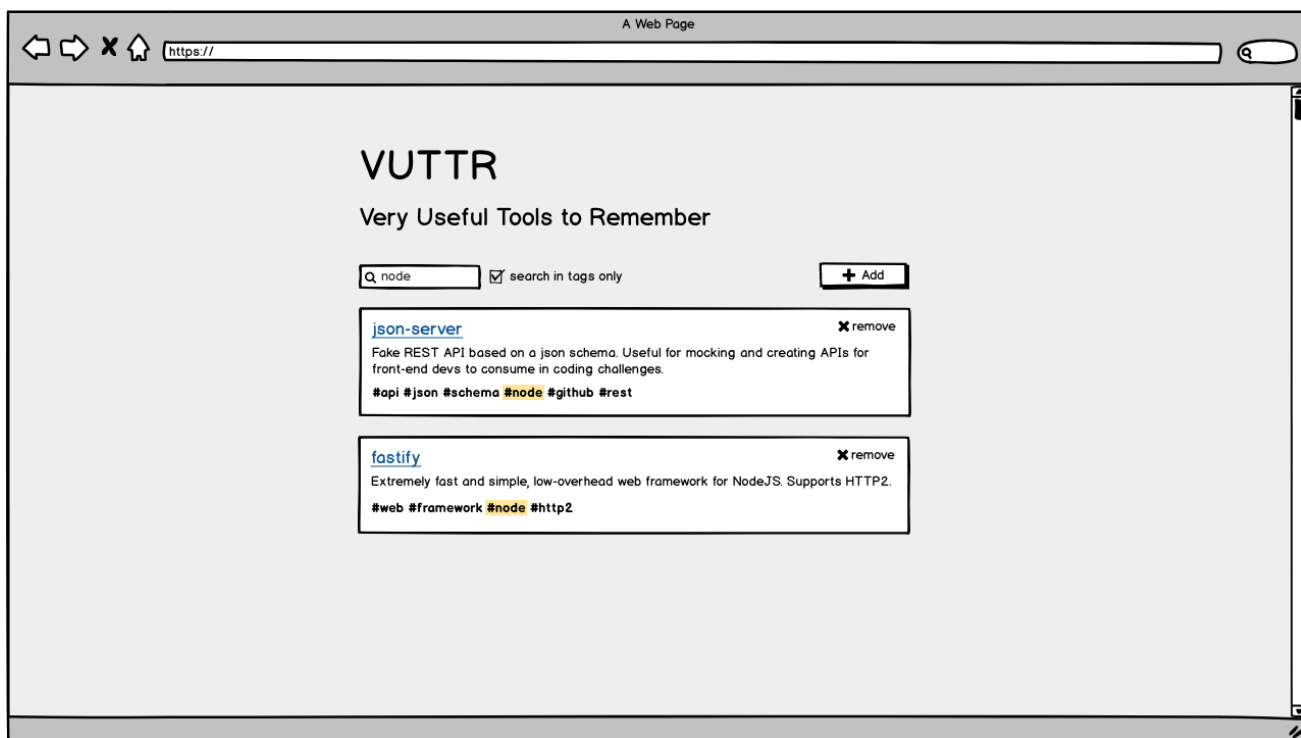 A Web Page
https://
VUTTR
Very Useful Tools to Remember
node
search in tags only
Add
json-server
remove
Fake REST API based on a json schema. Useful for mocking and creating APIs for
front-end devs to consume in coding challenges.
#api #json #schema #node #github #rest
fastify
remove
Extremely fast and simple, low-overhead web framework for NodeJS. Supports HTTP2.
#web #framework #node #http2